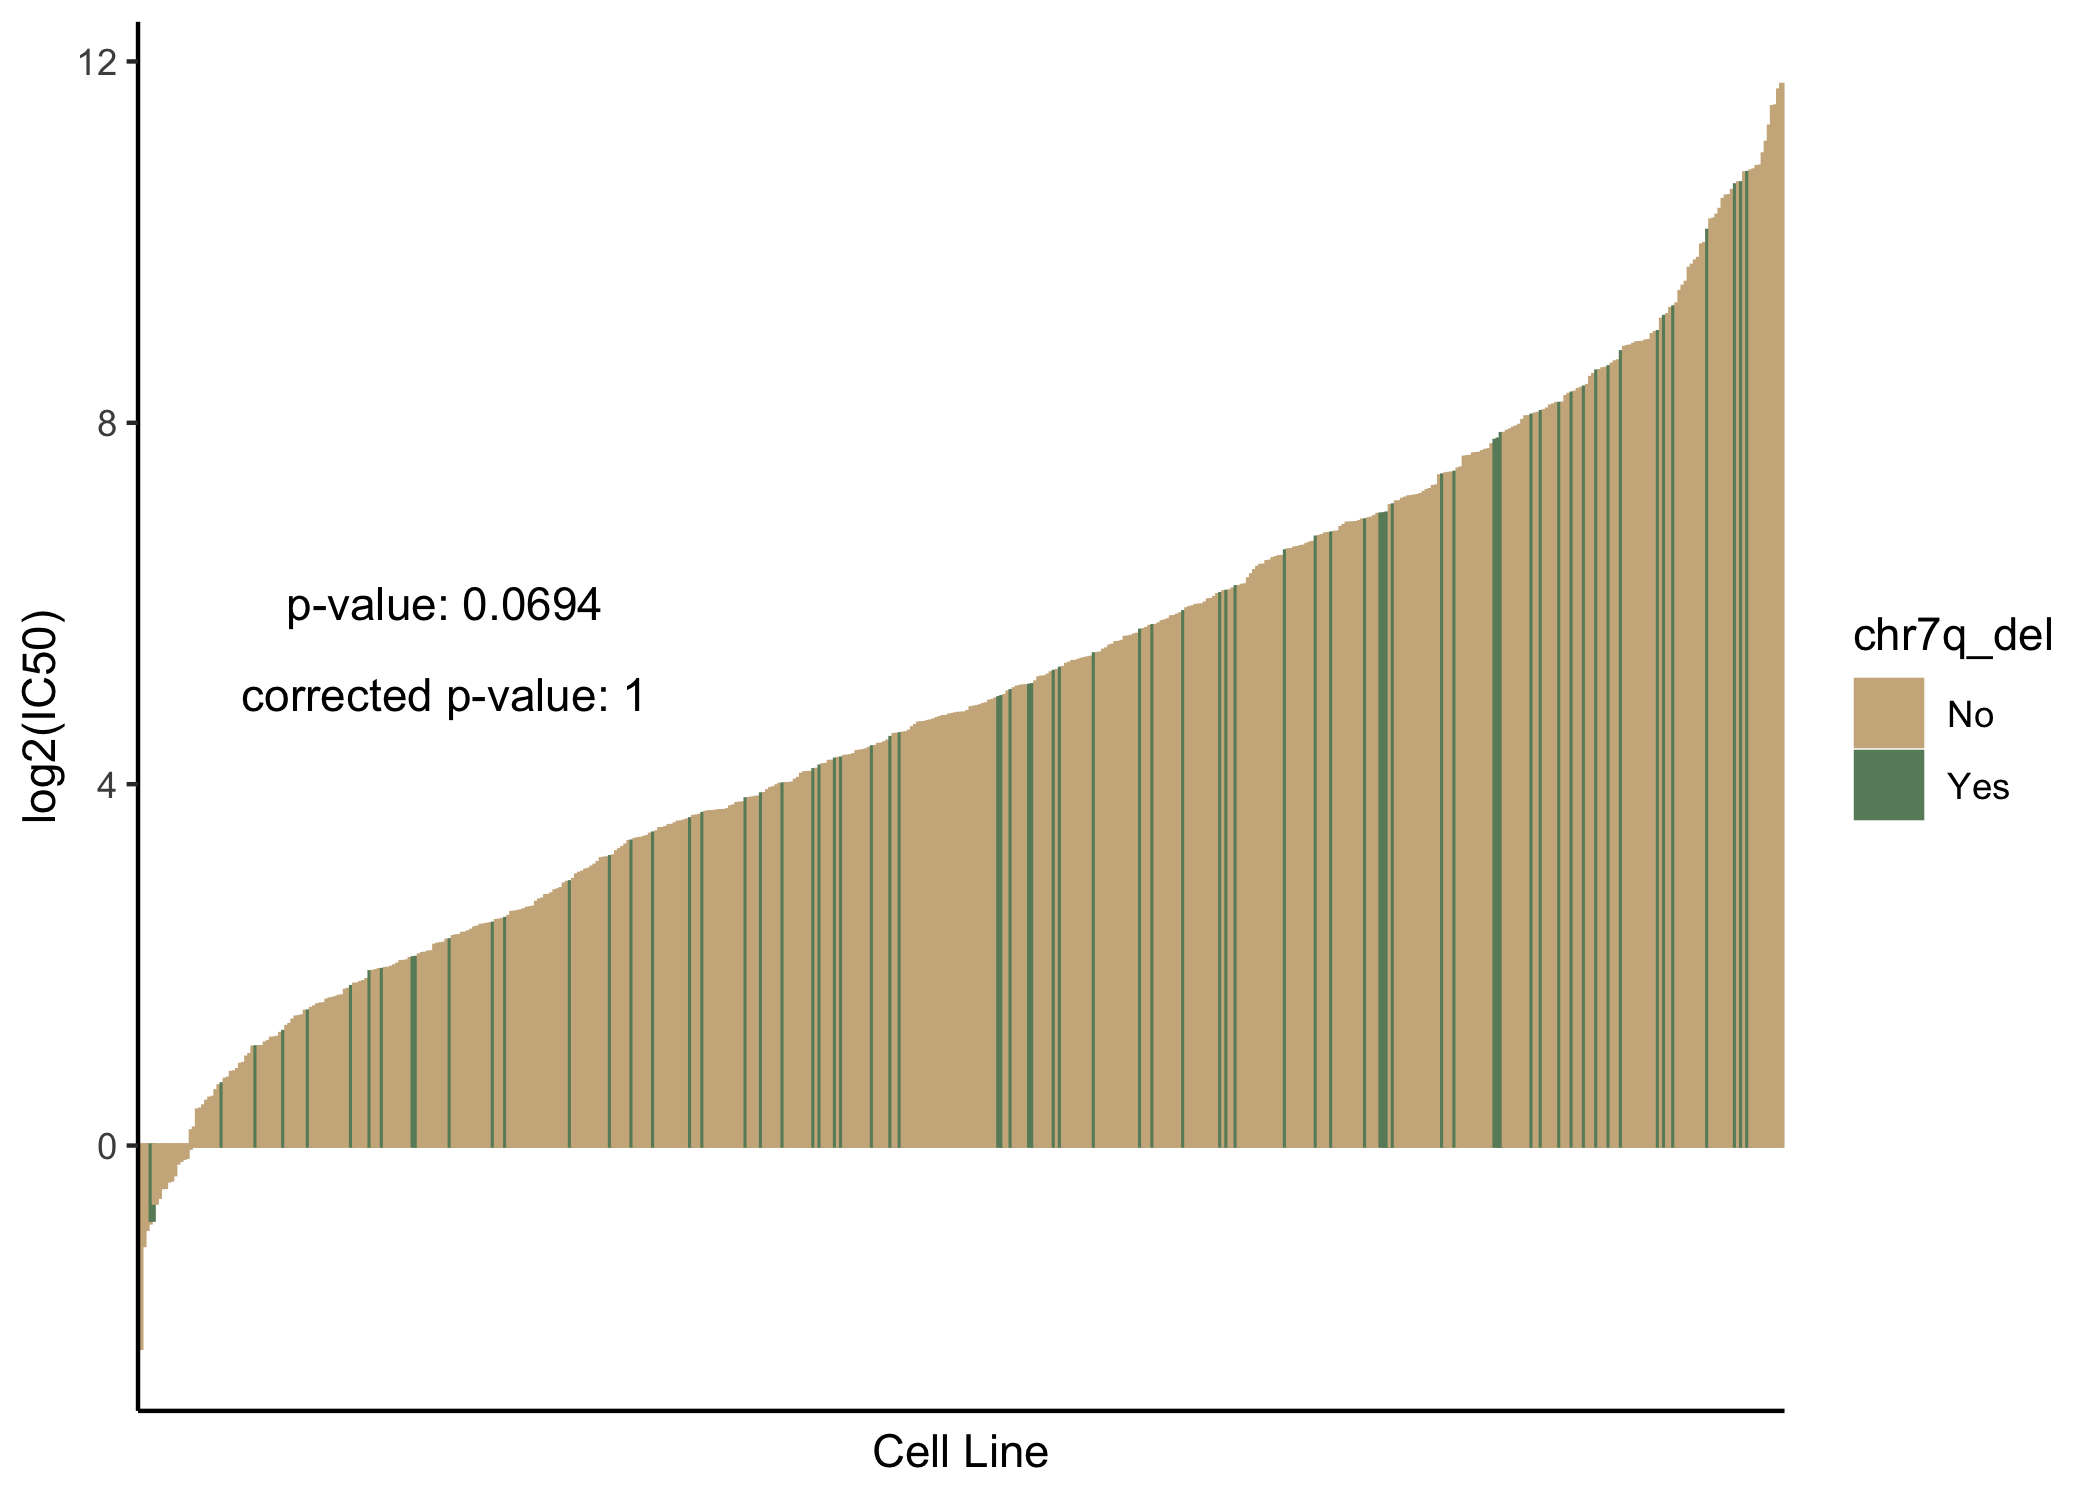 12
8
4
0
log2(IC50)
p-value: 0.0694
corrected p-value: 1
Cell Line
chr7q_del
No
Yes